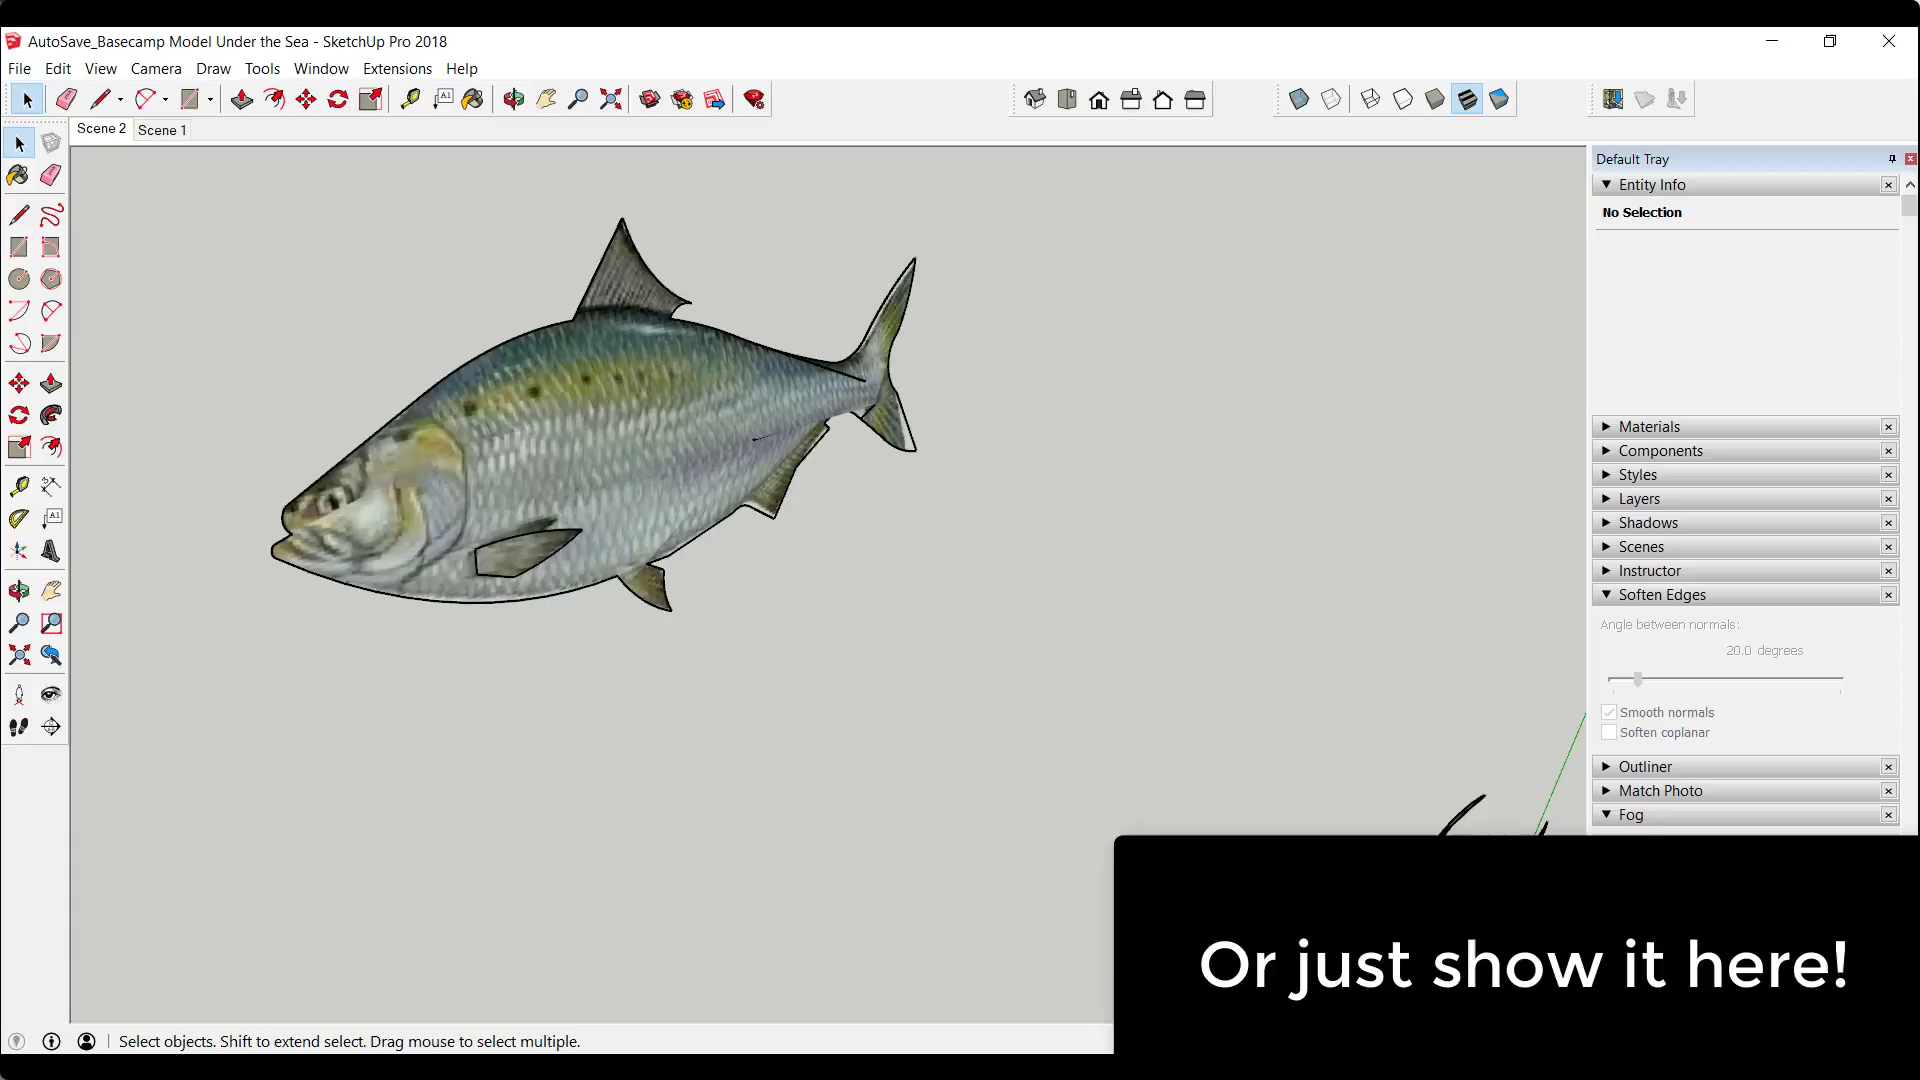 AutoSave_Basecamp Model Under the Sea - SketchUp Pro 2018
File Edit View Camera Draw Tools Window Extensions Help
A1
Scene 2 Scene 1
Default Tray
Entity Info
No Selection
A1
Materials
Components
Styles
Layers
Shadows
Scenes
Instructor
Soften Edges
Angle between normals:
20.0 degrees
Smooth normals
Soften coplanar
Outliner
Match Photo
Fog
Or just show it here!
Select objects. Shift to extend select. Drag mouse to select multiple.